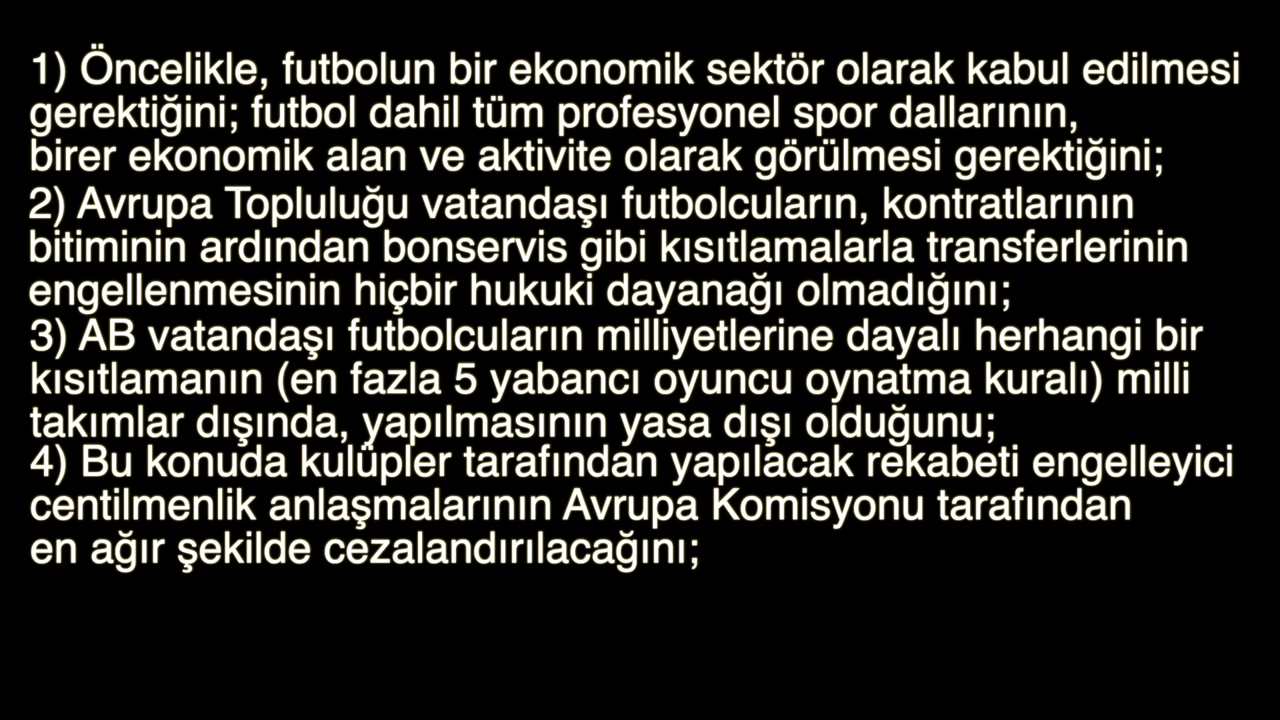 1) Öncelikle, futbolun bir ekonomik sektör olarak kabul edilmesi
gerektiğini; futbol dahil tüm profesyonel spor dallarının,
birer ekonomik alan ve aktivite olarak görülmesi gerektiğini;
2) Avrupa Topluluğu vatandaşı futbolcuların, kontratlarının
bitiminin ardından bonservis gibi kısıtlamalarla transferlerinin
engellenmesinin hiçbir hukuki dayanağı olmadığını;
3) AB vatandaşı futbolcuların milliyetlerine dayalı herhangi bir
kısıtlamanın (en fazla 5 yabancı oyuncu oynatma kuralı) milli
takımlar dışında, yapılmasının yasa dışı olduğunu;
4) Bu konuda kulüpler tarafından yapılacak rekabeti engelleyici
centilmenlik anlaşmalarının Avrupa Komisyonu tarafından
en ağır şekilde cezalandırılacağını;